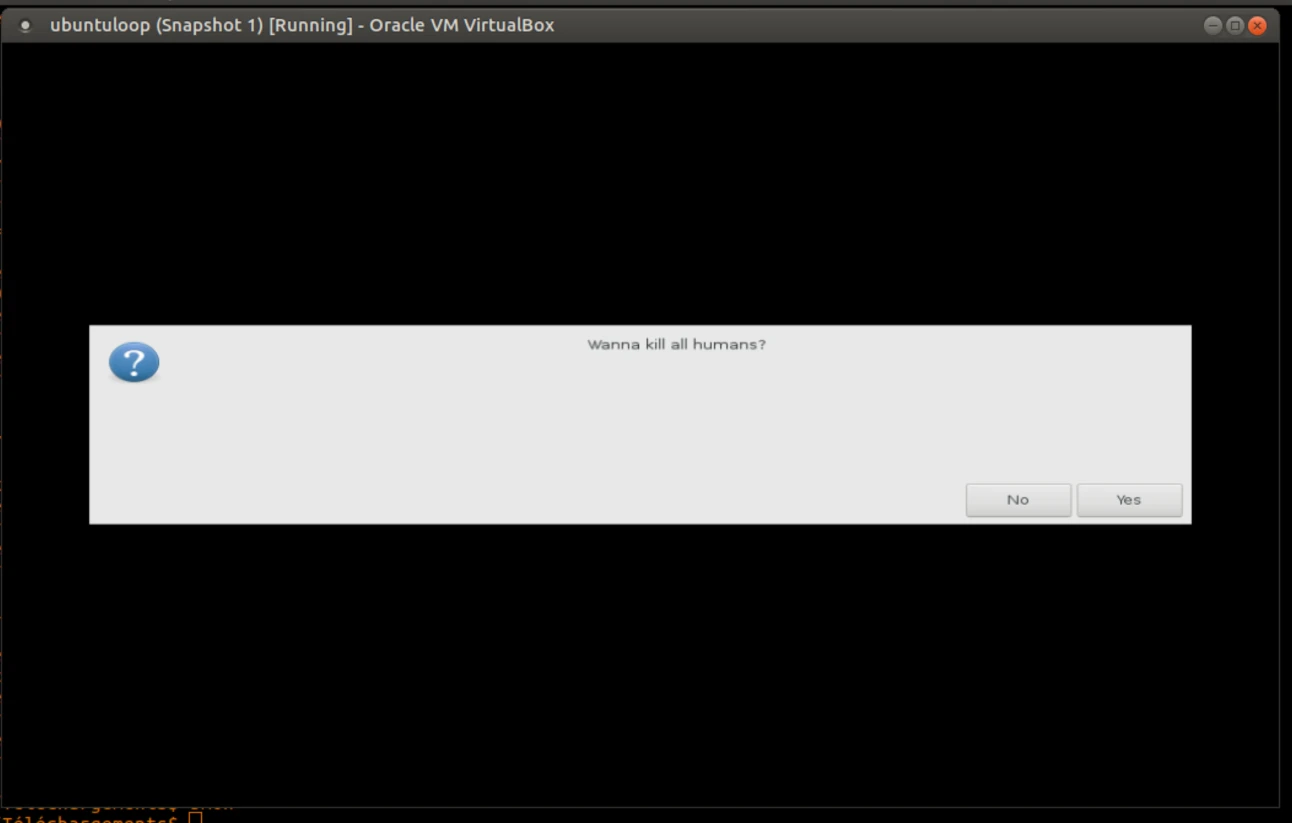 ubuntuloop (Snapshot 1) [Running] - Oracle VM VirtualBox
?
Wanna kill all humans?
No Yes
Téléchargements$